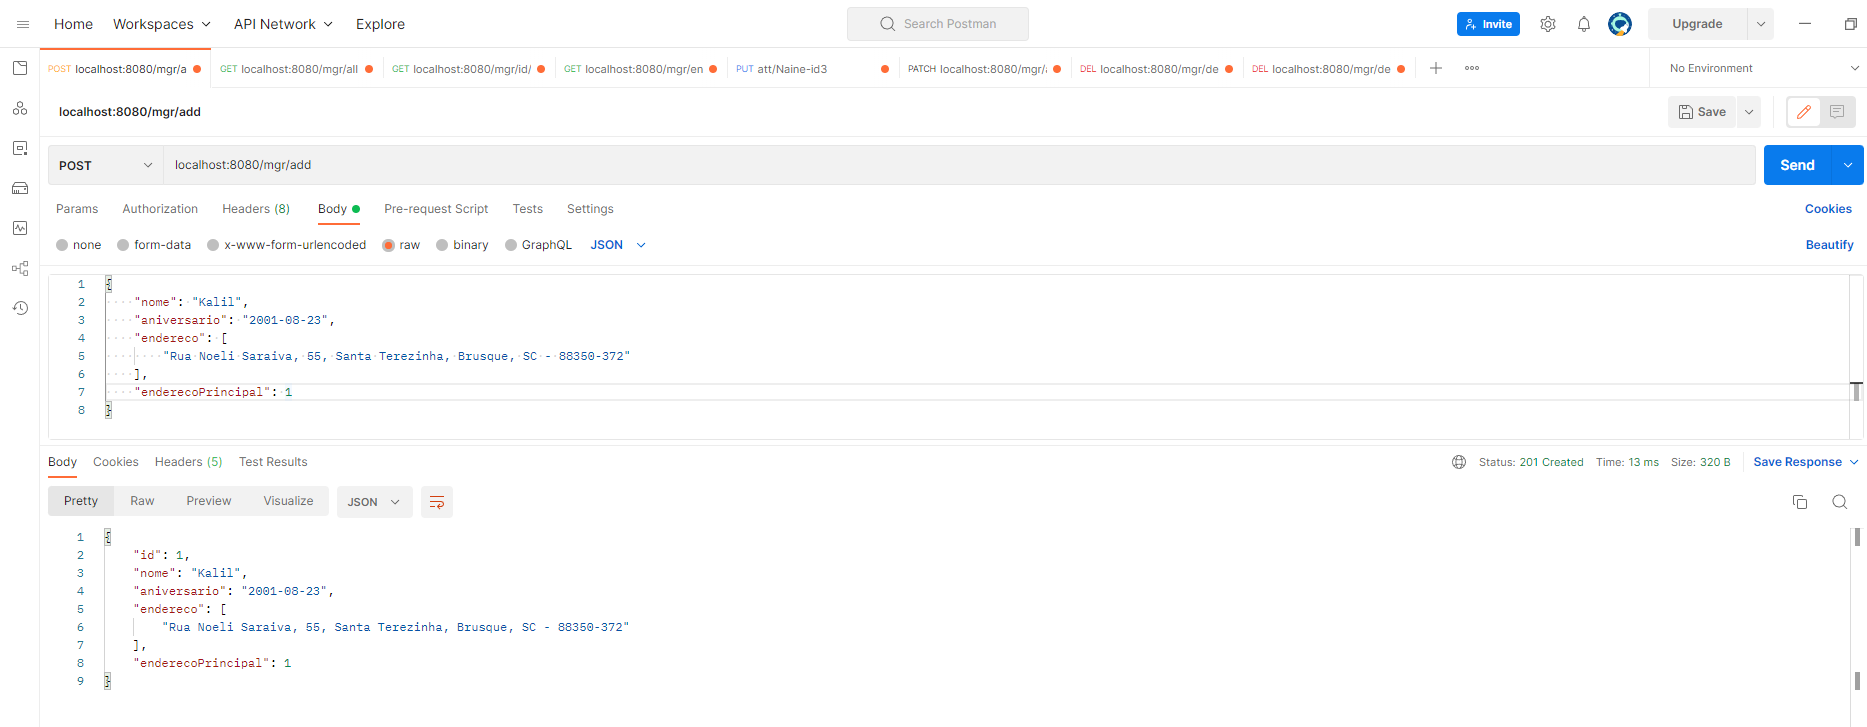 Home Workspaces API Network Explore Search Postman Invite Upgrade
POST localhost:8080/mgr/a GET localhost:8080/mgr/all GET localhost:8080/mgr/id/ GET localhost:8080/mgr/en PUT att/Naine-id3 PATCH localhost:8080/mgr/ DEL localhost:8080/mgr/de DEL localhost:8080/mgr/de No Environment
localhost:8080/mgr/add Save
POST localhost:8080/mgr/add Send
Params Authorization Headers (8) Body Pre-request Script Tests Settings Cookies
none form-data x-www-form-urlencoded raw binary GraphQL JSON Beautify
1 {
2 "nome": "Kalil",
3 "aniversario": "2001-08-23",
4 "endereco": [
5 "Rua Noeli Saraiva, 55, Santa Terezinha, Brusque, SC - 88350-372"
6 ],
7 "enderecoPrincipal": 1
8 }
Body Cookies Headers (5) Test Results Status: 201 Created Time: 13 ms Size: 320 B Save Response
Pretty Raw Preview Visualize JSON
1 {
2 "id": 1,
3 "nome": "Kalil",
4 "aniversario": "2001-08-23",
5 "endereco": [
6 "Rua Noeli Saraiva, 55, Santa Terezinha, Brusque, SC - 88350-372"
7 ],
8 "enderecoPrincipal": 1
9 }